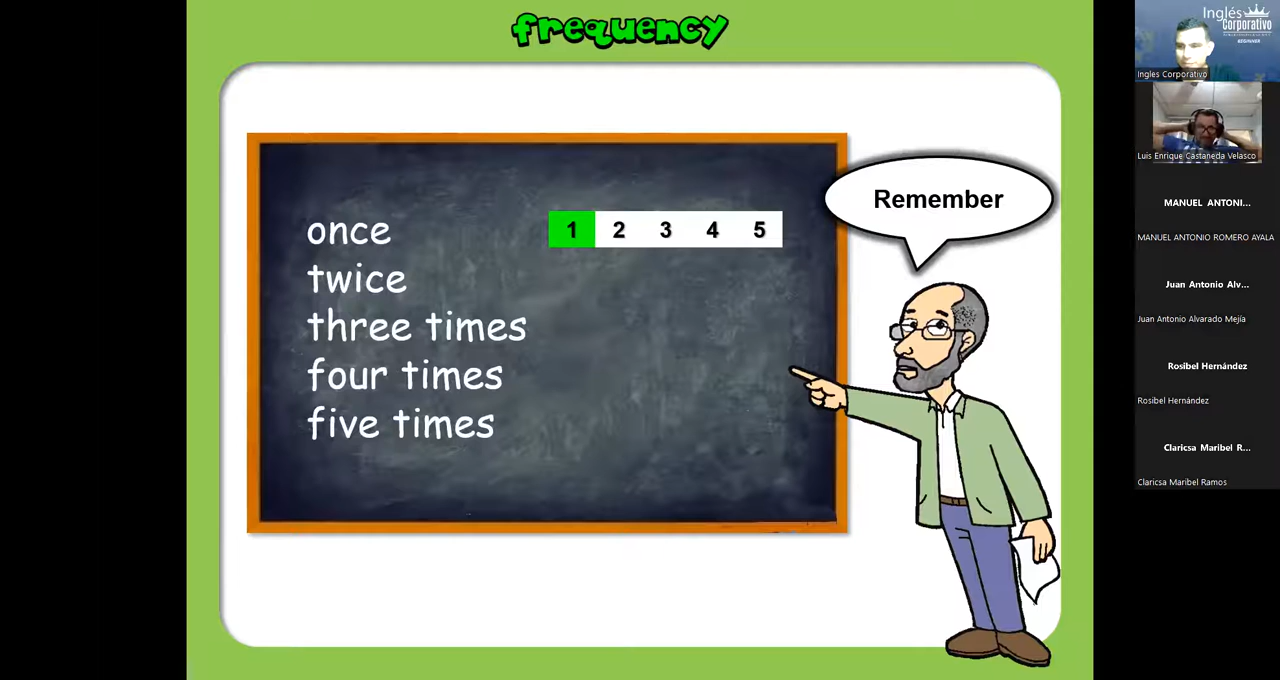 frequency
Remember
once
twice
three times
four times
five times
1 2 3 4 5
Inglés
Corporativo
BEGINNER
Ingles Corporativo
Luis Enrique Castaneda Velasco
MANUEL ANTONI...
MANUEL ANTONIO ROMERO AYALA
Juan Antonio Alv...
Juan Antonio Alvarado Mejía
Rosibel Hernández
Rosibel Hernández
Claricsa Maribel R...
Claricsa Maribel Ramos